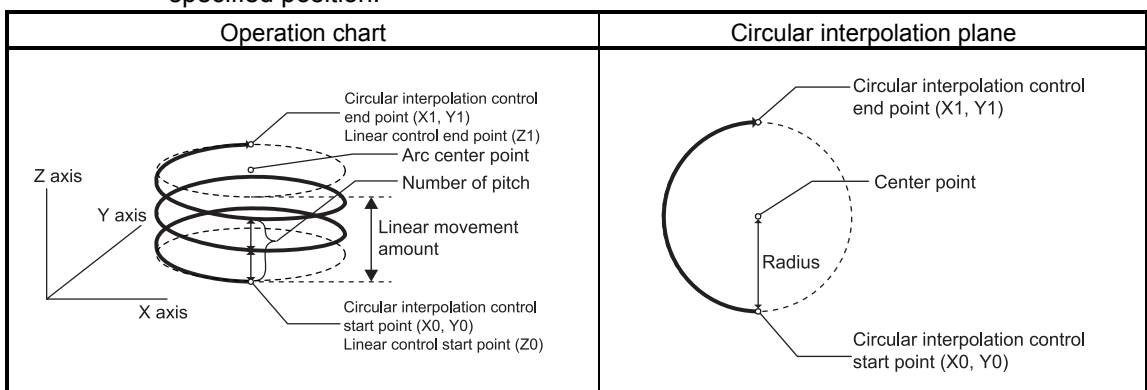 specified position.
Operation chart
Circular interpolation plane
Circular interpolation control
end point (X1, Y1)
Linear control end point (Z1)
Arc center point
Number of pitch
Z axis
Y axis
Linear movement
amount
X axis
Circular interpolation control
start point (X0, Y0)
Linear control start point (Z0)
Circular interpolation control
end point (X1, Y1)
Center point
Radius
Circular interpolation control
start point (X0, Y0)